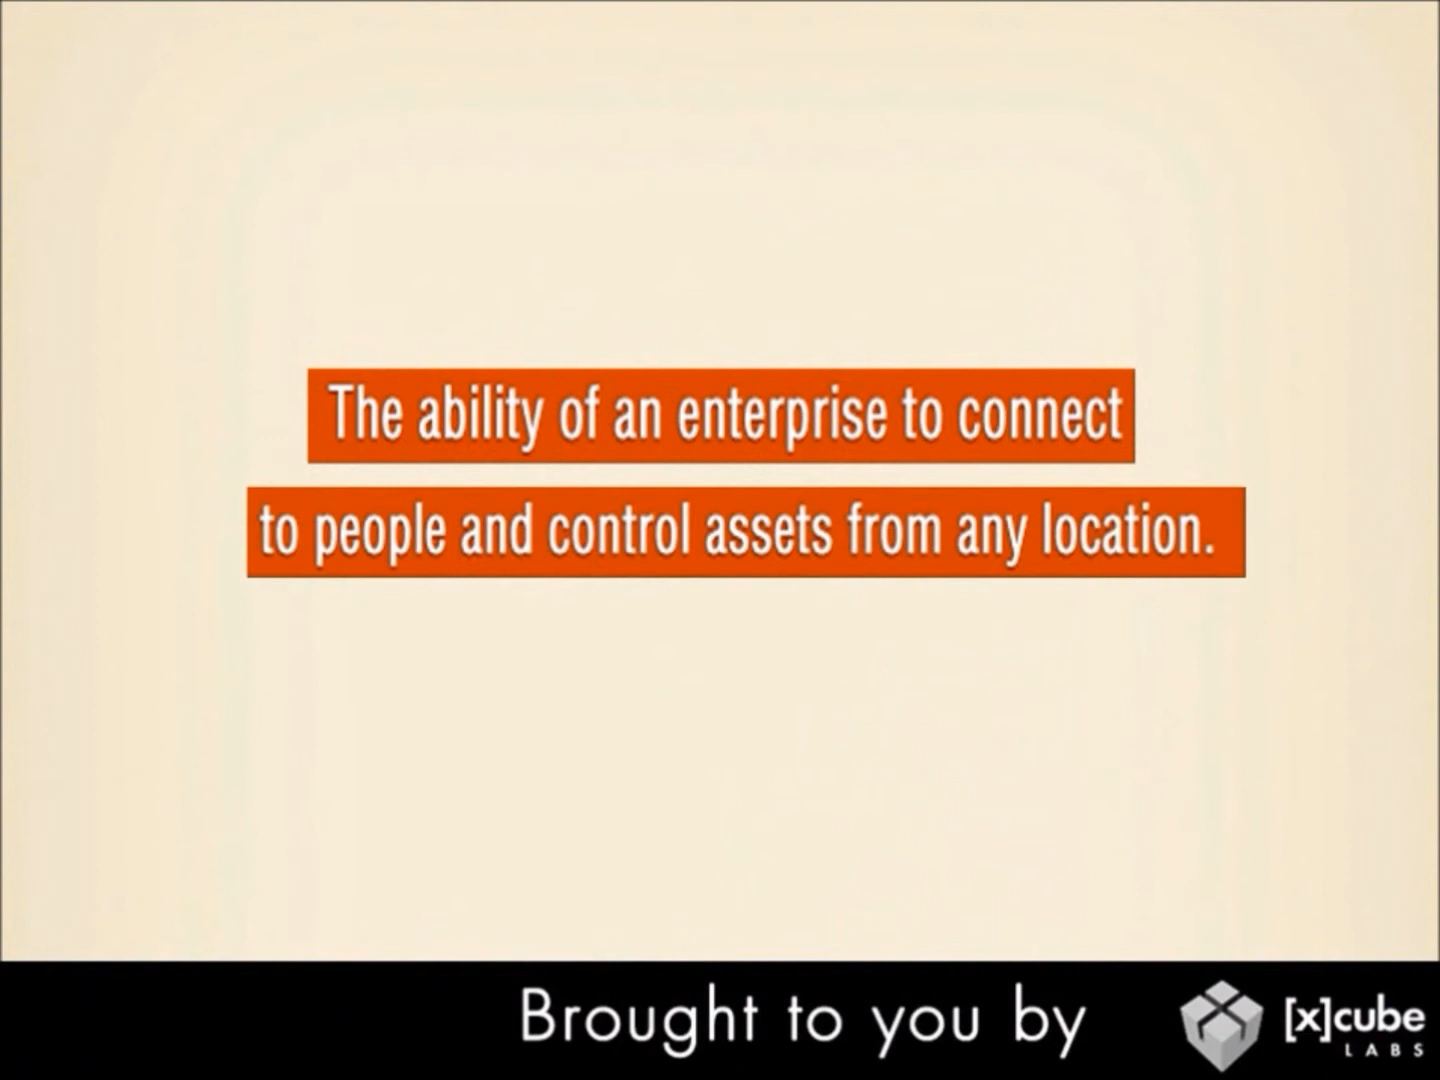 The ability of an enterprise to connect
to people and control assets from any location.
Brought to you by
[x]cube
LABS